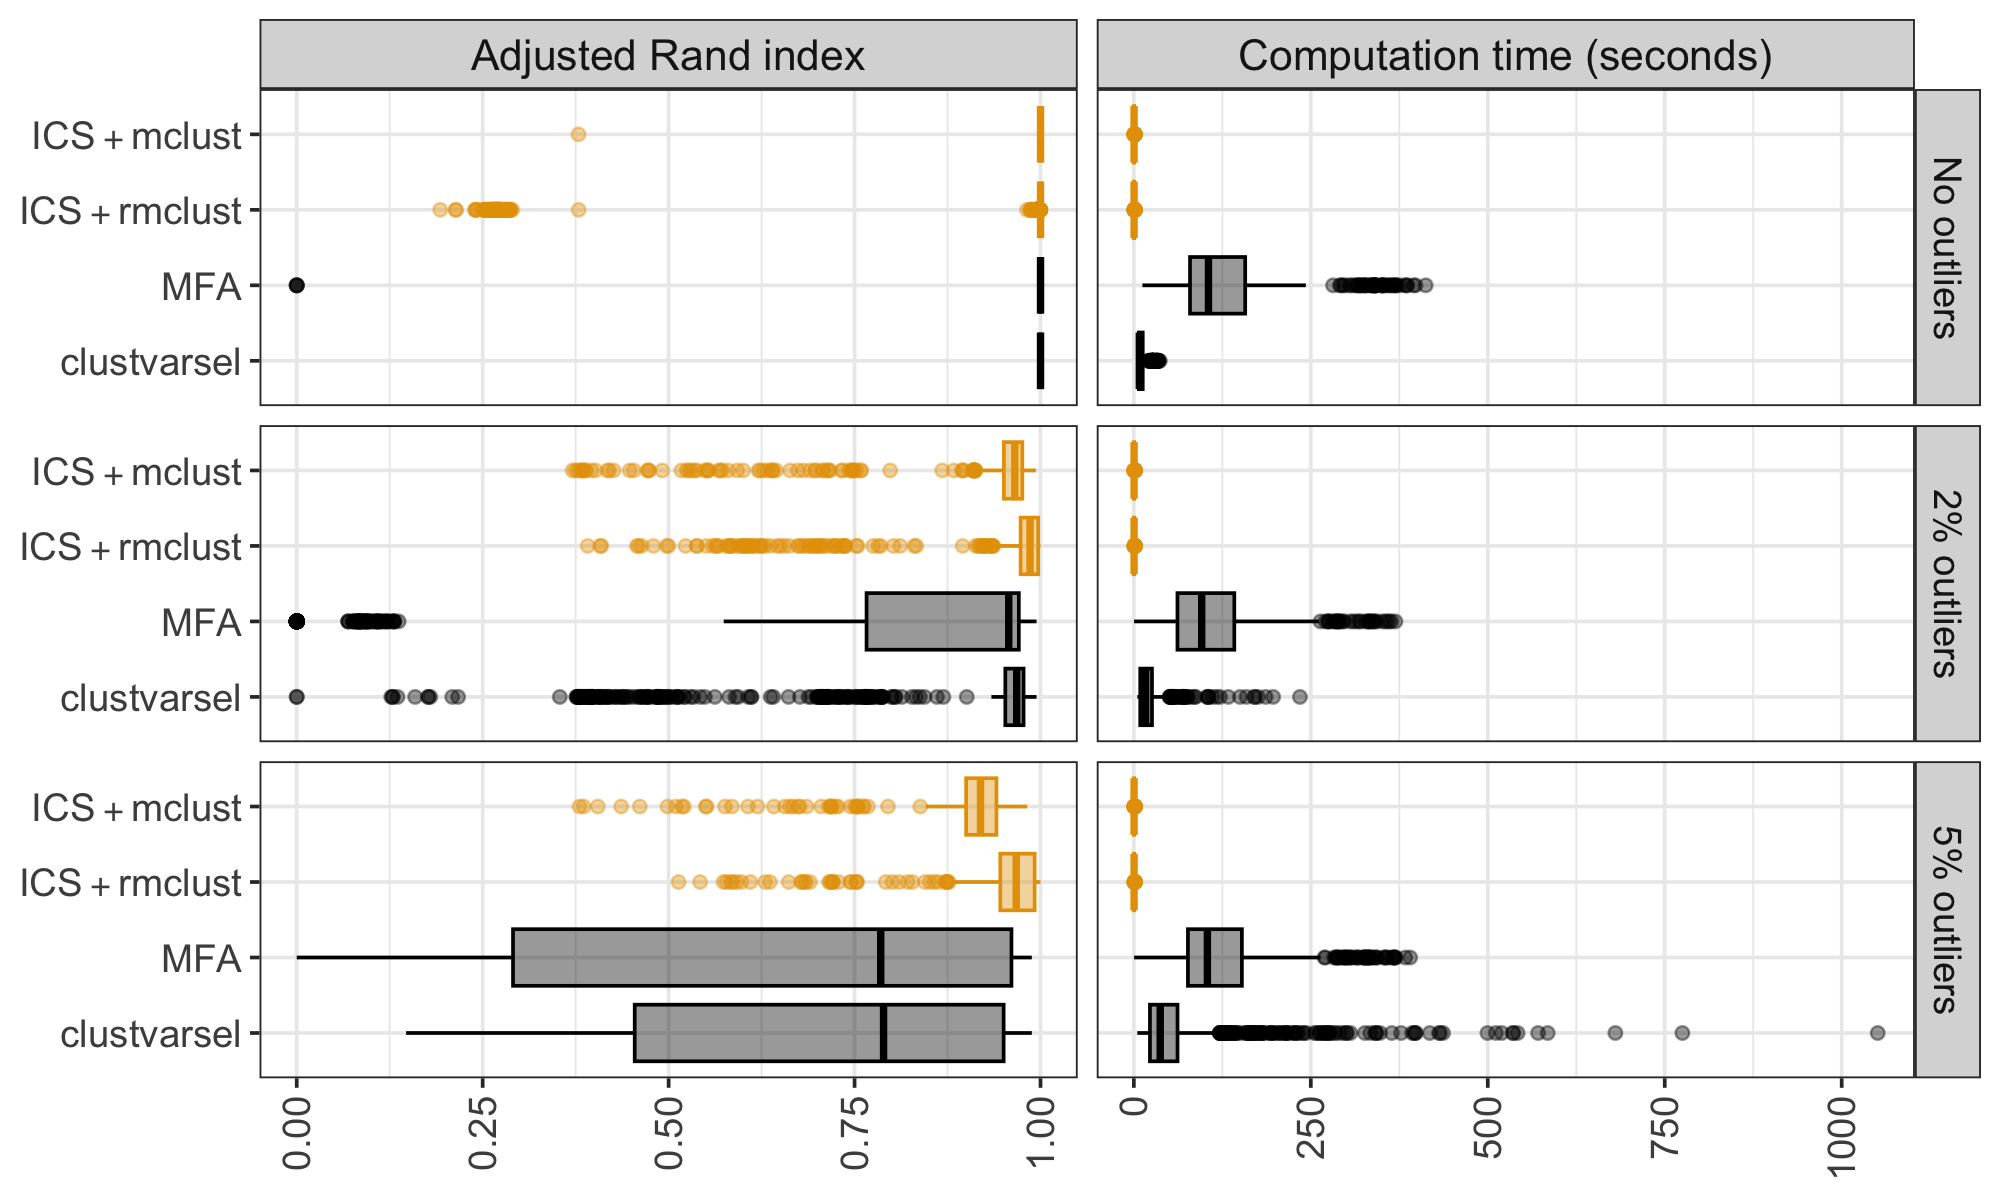 Adjusted Rand index
Computation time (seconds)
ICS + mclust
ICS + rmclust
MFA
clustvarsel
No outliers
ICS + mclust
ICS + rmclust
MFA
clustvarsel
2% outliers
ICS + mclust
ICS + rmclust
MFA
clustvarsel
5% outliers
0.00 0.25 0.50 0.75 1.00
0 250 500 750 1000